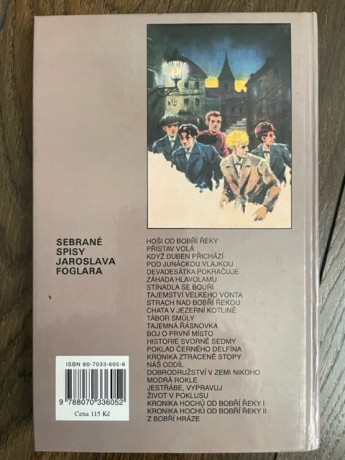 SEBRANÉ
SPISY
JAROSLAVA
FOGLARA
HOŠI OD BOBŘÍ ŘEKY
PŘÍSTAV VOLÁ
KDYŽ DUBEN PŘICHÁZÍ
POD JUNÁCKOU VLAJKOU
DEVADESÁTKA POKRAČUJE
ZÁHADA HLAVOLAMU
STÍNADLA SE BOUŘÍ
TAJEMSTVÍ VELKÉHO VONTA
STRACH NAD BOBŘÍ ŘEKOU
CHATA V JEZERNÍ KOTLINĚ
TÁBOR SMŮLY
TAJEMNÁ ŘÁSNOVKA
BOJ O PRVNÍ MÍSTO
HISTORIE SVORNÉ SEDMY
POKLAD ČERNÉHO DELFÍNA
KRONIKA ZTRACENÉ STOPY
NÁŠ ODDÍL
DOBRODRUŽSTVÍ V ZEMI NIKOHO
MODRÁ ROKLE
JESTŘÁBE, VYPRAVUJ
ŽIVOT V POKLUSU
KRONIKA HOCHŮ OD BOBŘÍ ŘEKY I
KRONIKA HOCHŮ OD BOBŘÍ ŘEKY II
Z BOBŘÍ HRÁZE
ISBN 80-7033-605-6
9 788070 336052
Cena 115 Kč